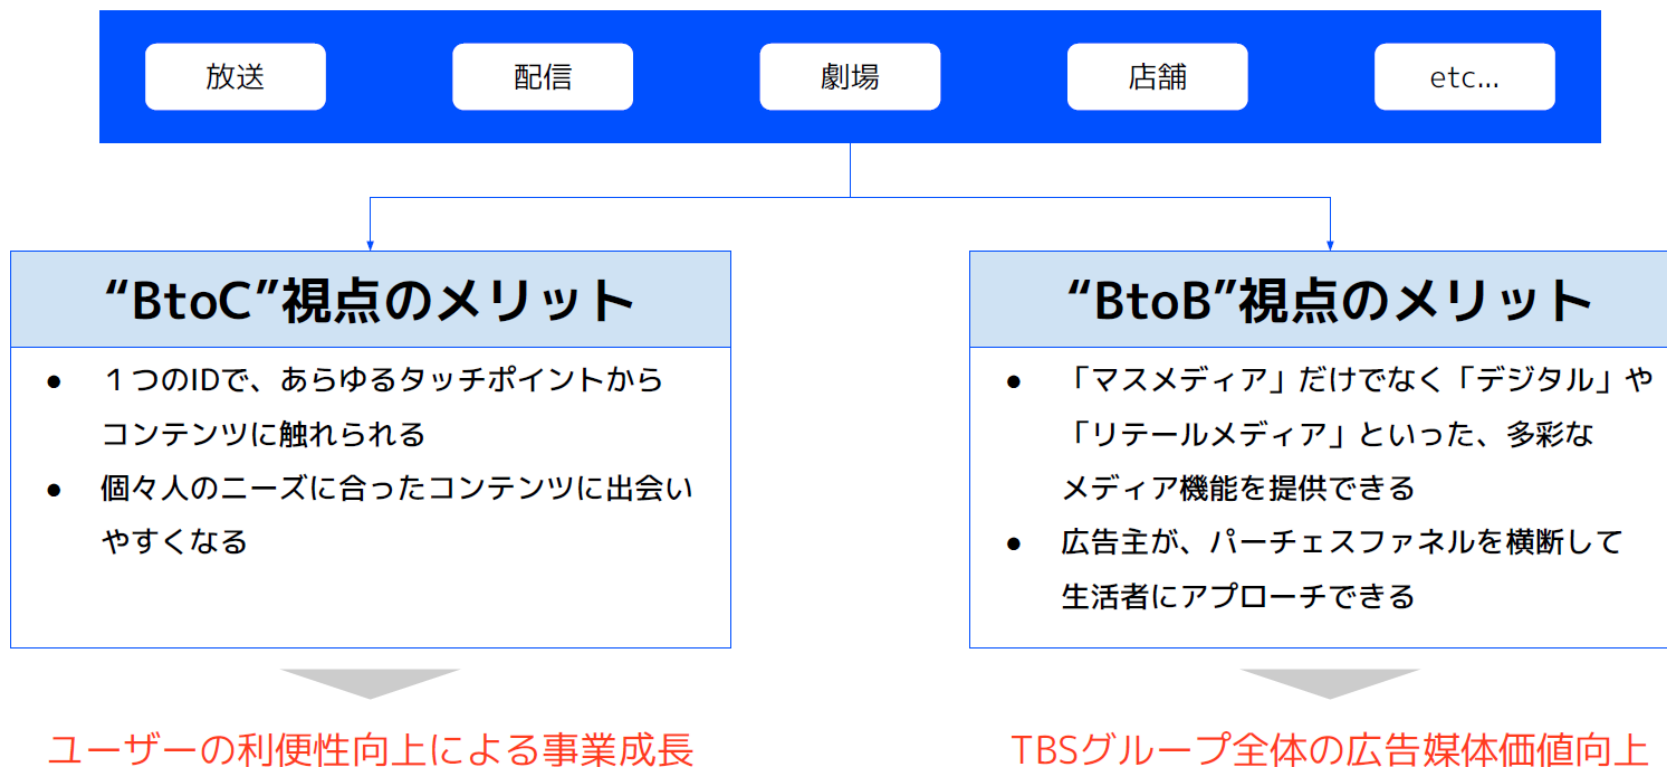 放送
配信
劇場
店舗
etc...
“BtoC”視点のメリット
● １つのIDで、あらゆるタッチポイントから
コンテンツに触れられる
● 個々人のニーズに合ったコンテンツに出会い
やすくなる
ユーザーの利便性向上による事業成長
“BtoB”視点のメリット
● 「マスメディア」だけでなく「デジタル」や
「リテールメディア」といった、多彩な
メディア機能を提供できる
● 広告主が、パーチェスファネルを横断して
生活者にアプローチできる
TBSグループ全体の広告媒体価値向上